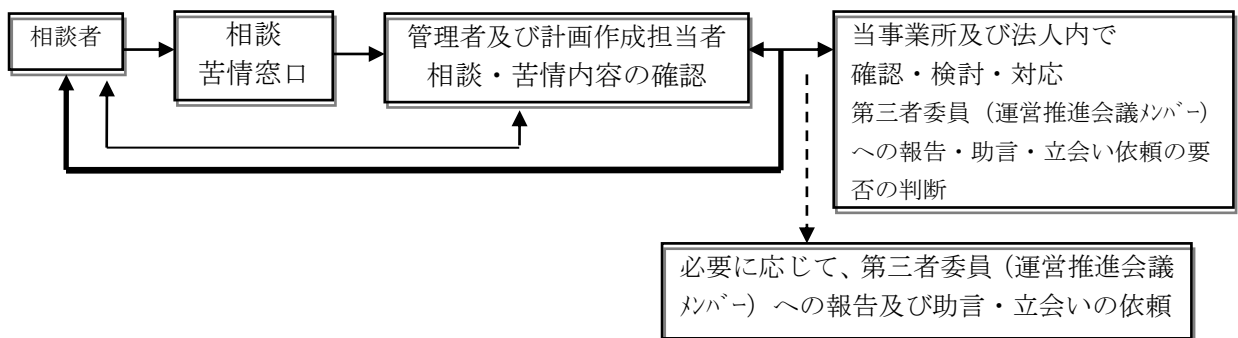 相談者
相談
苦情窓口
管理者及び計画作成担当者
相談・苦情内容の確認
当事業所及び法人内で
確認・検討・対応
第三者委員（運営推進会議ﾒﾝﾊﾞｰ）
への報告・助言・立会い依頼の要
否の判断
必要に応じて、第三者委員（運営推進会議
ﾒﾝﾊﾞｰ）への報告及び助言・立会いの依頼